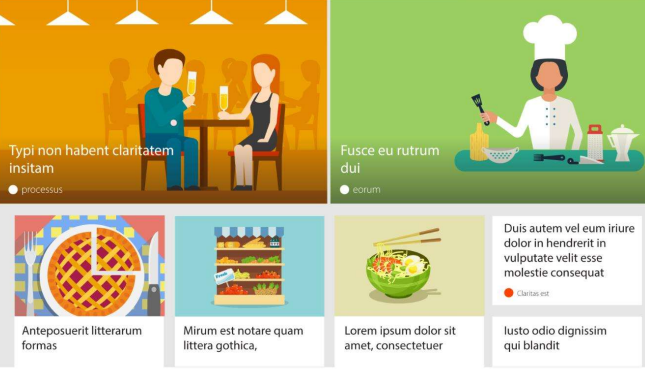 Typi non habent claritatem
insitam
processus
Fusce eu rutrum
dui
eorum
Anteposuerit litterarum
formas
Mirum est notare quam
littera gothica,
Lorem ipsum dolor sit
amet, consectetuer
Duis autem vel eum iriure
dolor in hendrerit in
vulputate velit esse
molestie consequat
Claritas est
Iusto odio dignissim
qui blandit